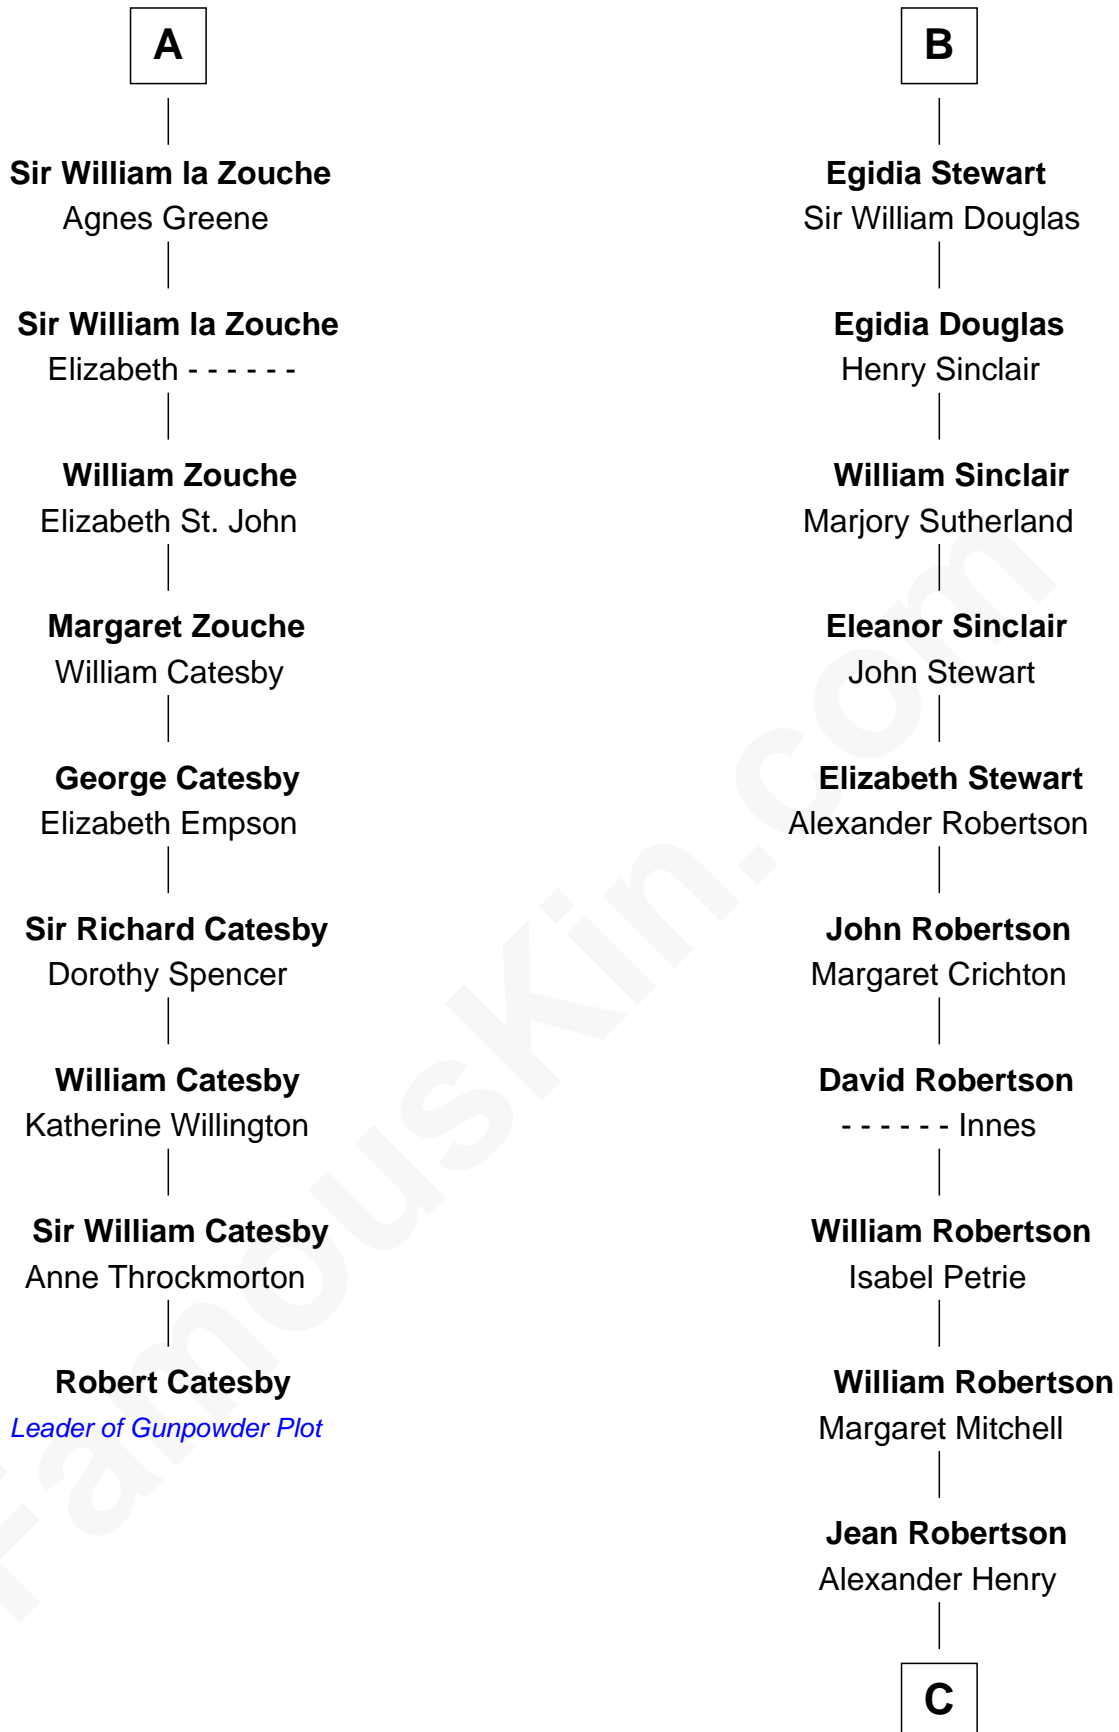 A
Sir William la Zouche
Agnes Greene
Sir William la Zouche
Elizabeth - - - - - -
William Zouche
Elizabeth St. John
Margaret Zouche
William Catesby
George Catesby
Elizabeth Empson
Sir Richard Catesby
Dorothy Spencer
William Catesby
Katherine Willington
Sir William Catesby
Anne Throckmorton
Robert Catesby
Leader of Gunpowder Plot
B
Egidia Stewart
Sir William Douglas
Egidia Douglas
Henry Sinclair
William Sinclair
Marjory Sutherland
Eleanor Sinclair
John Stewart
Elizabeth Stewart
Alexander Robertson
John Robertson
Margaret Crichton
David Robertson
- - - - - - Innes
William Robertson
Isabel Petrie
William Robertson
Margaret Mitchell
Jean Robertson
Alexander Henry
C
FamousKin.com